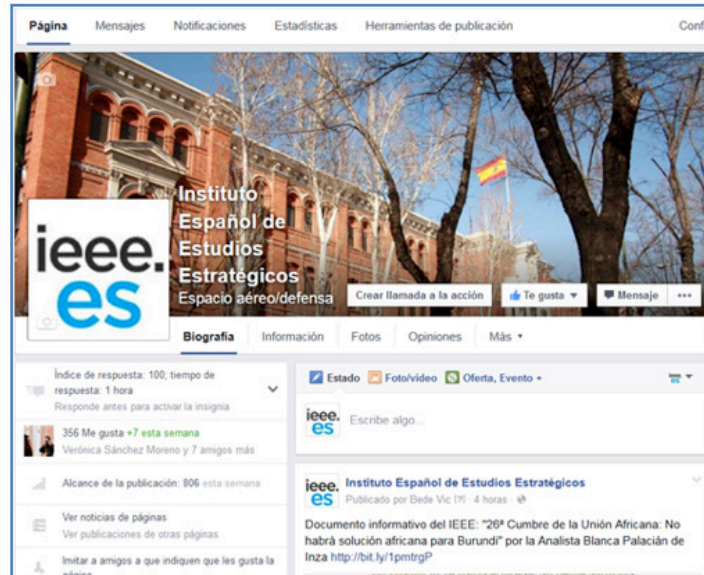 Página Mensajes Notificaciones Estadísticas Herramientas de publicación Conf
Instituto
Español de
Estudios
Estratégicos
Espacio aéreo/defensa
ieee.
es
Crear llamada a la acción Te gusta Mensaje
Biografía Información Fotos Opiniones Más
Índice de respuesta: 100; tiempo de
respuesta: 1 hora
Responde antes para activar la insignia
356 Me gusta +7 esta semana
Verónica Sánchez Moreno y 7 amigos más
Alcance de la publicación: 806 esta semana
Ver noticias de páginas
Ver publicaciones de otras páginas
Invitar a amigos a que indiquen que les gusta la
página
Estado Foto/vídeo Oferta, Evento +
ieee.
es
Escribe algo...
ieee.
es
Instituto Español de Estudios Estratégicos
Publicado por Bede Vic [?] · 4 horas ·
Documento informativo del IEEE: "26ª Cumbre de la Unión Africana: No
habrá solución africana para Burundi" por la Analista Blanca Palacián de
Inza http://bit.ly/1pmtrgP